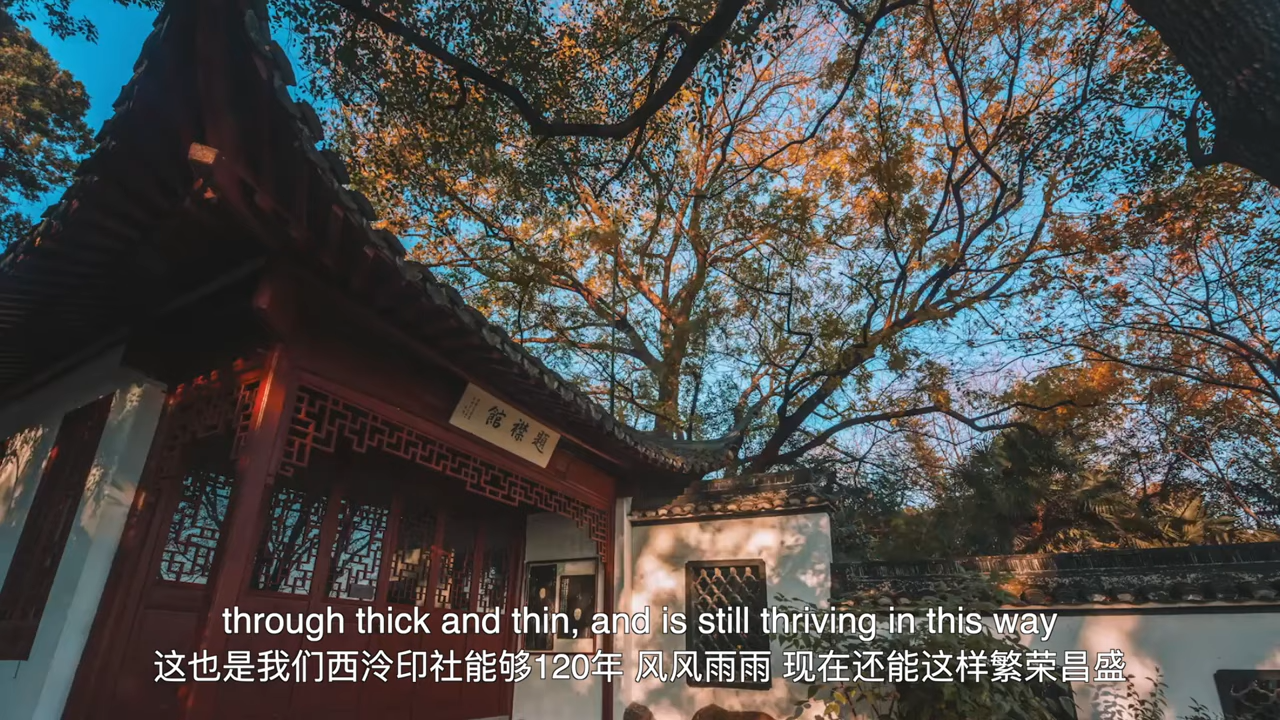 題襟館
through thick and thin, and is still thriving in this way
这也是我们西泠印社能够120年 风风雨雨 现在还能这样繁荣昌盛